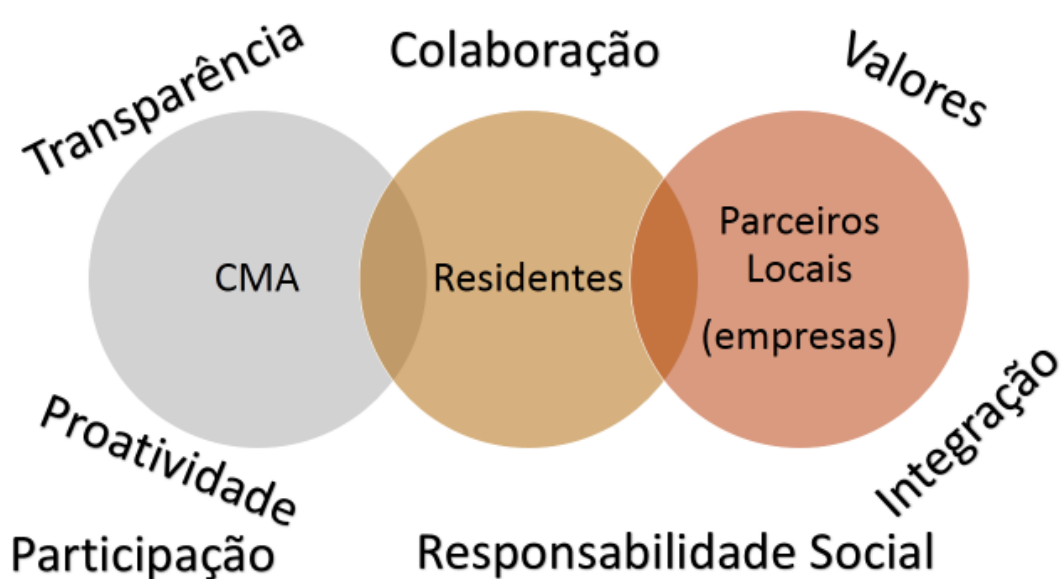 Transparência
Colaboração
Valores
CMA
Residentes
Parceiros
Locais
(empresas)
Proatividade
Integração
Participação
Responsabilidade Social